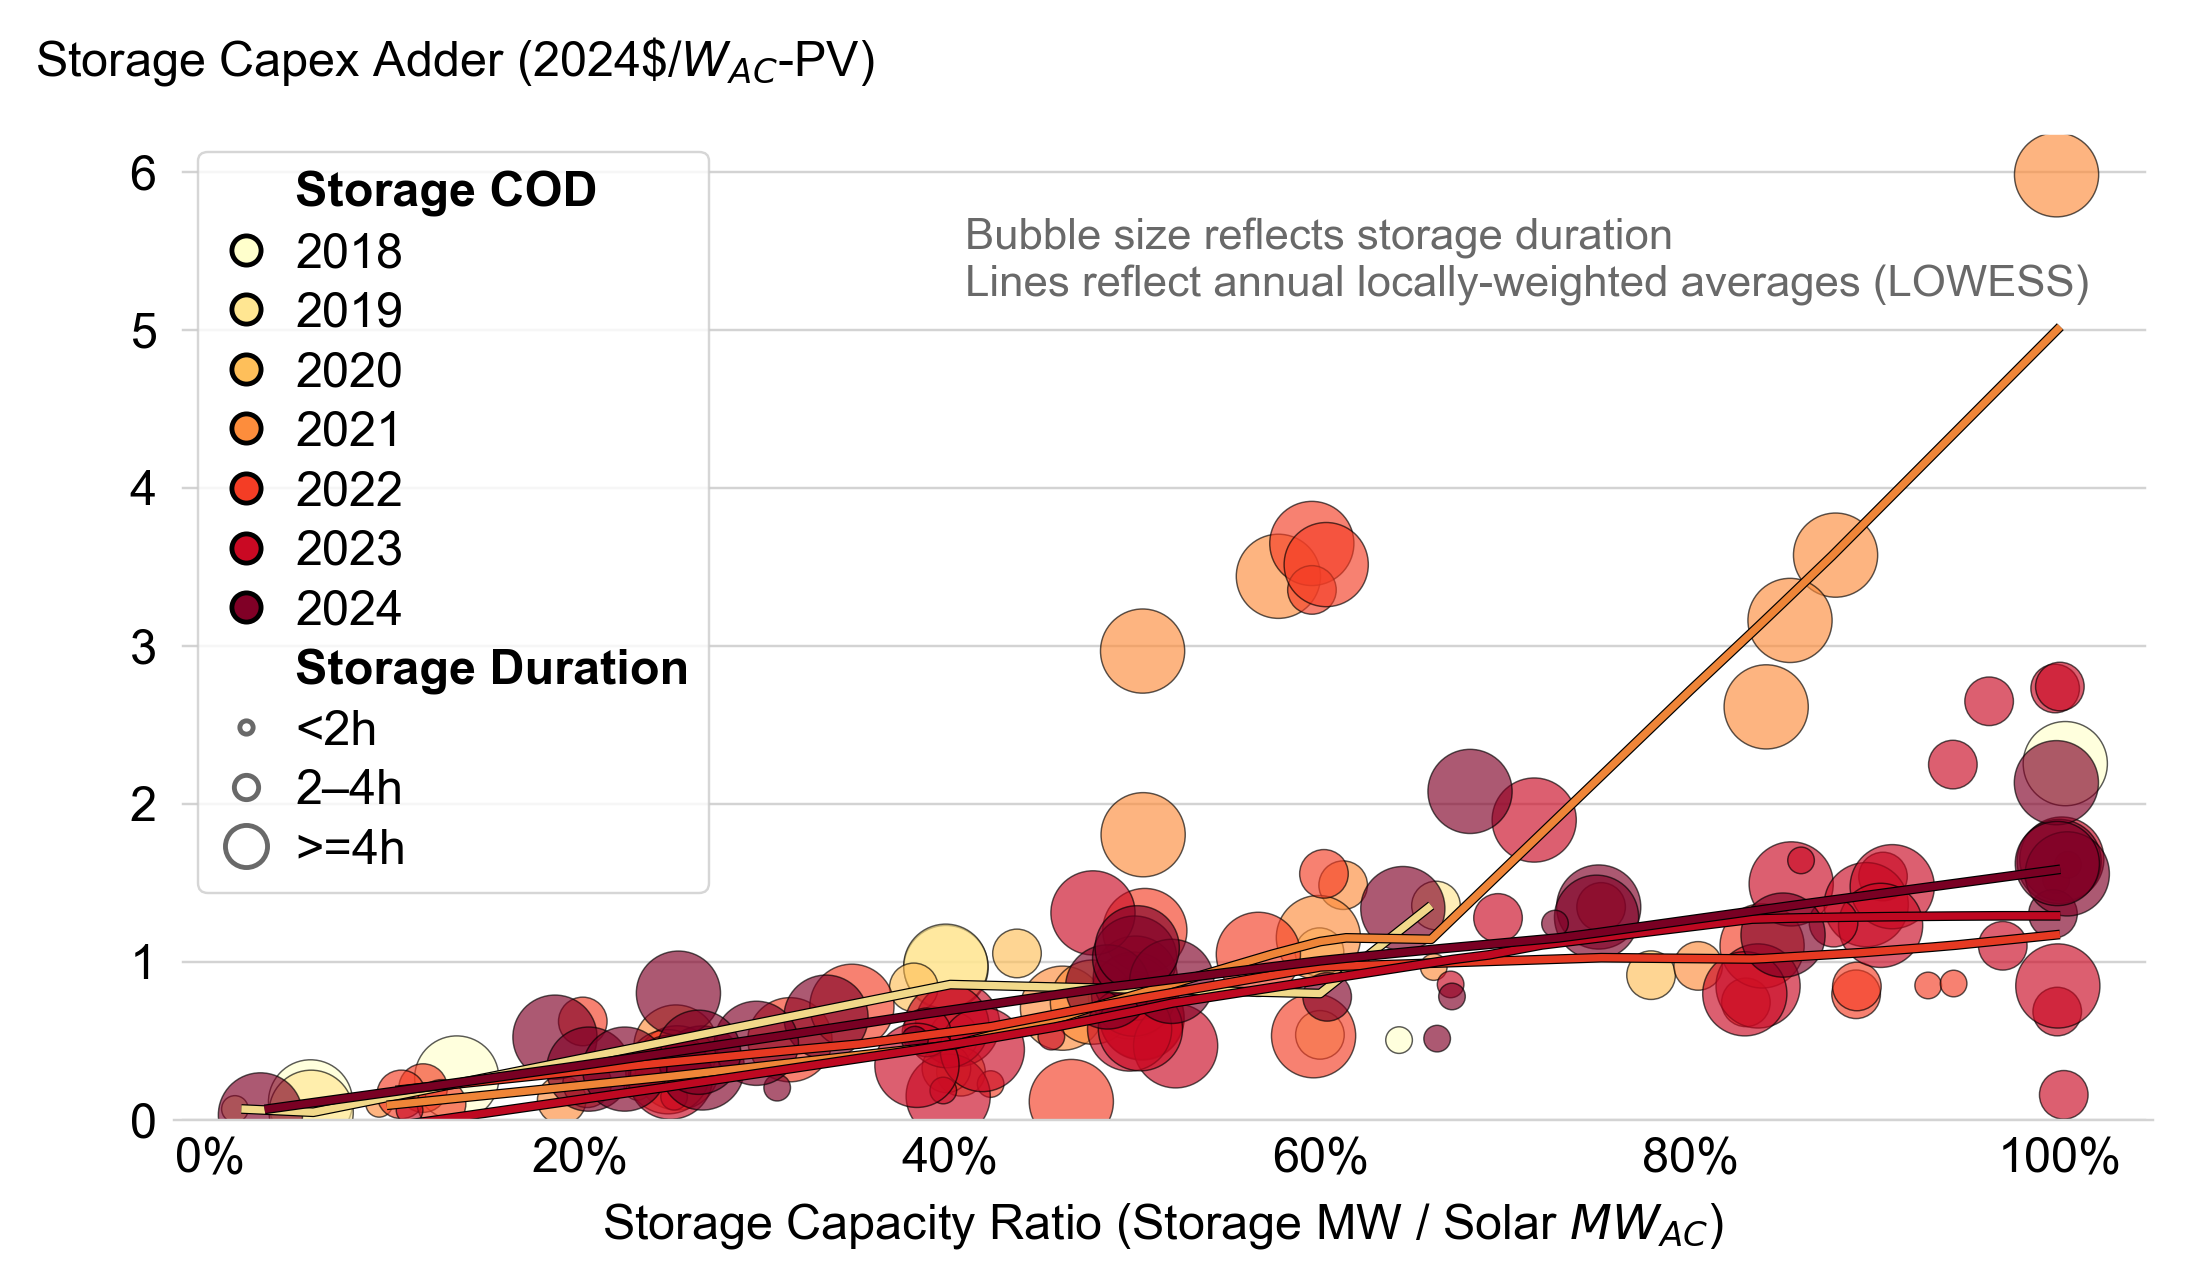 Storage Capex Adder (2024$/W_AC-PV)
6
5
4
3
2
1
0
Storage COD
2018
2019
2020
2021
2022
2023
2024
Storage Duration
<2h
2–4h
>=4h
Bubble size reflects storage duration
Lines reflect annual locally-weighted averages (LOWESS)
0% 20% 40% 60% 80% 100%
Storage Capacity Ratio (Storage MW / Solar MW_AC)